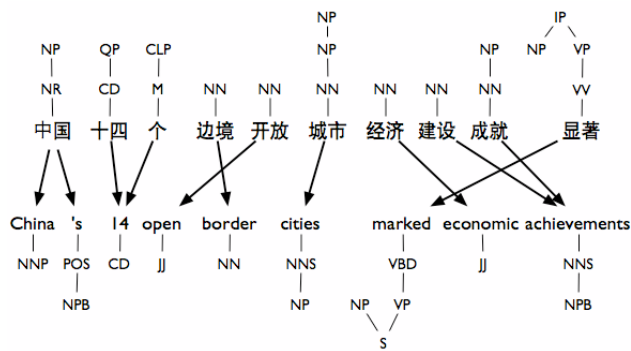 NP IP
NP QP CLP NP NP NP VP
NR CD M NN NN NN NN NN NN VV
中国 十四 个 边境 开放 城市 经济 建设 成就 显著
China 's 14 open border cities marked economic achievements
NNP POS CD JJ NN NNS VBD JJ NNS
NPB NP NP VP NPB
S